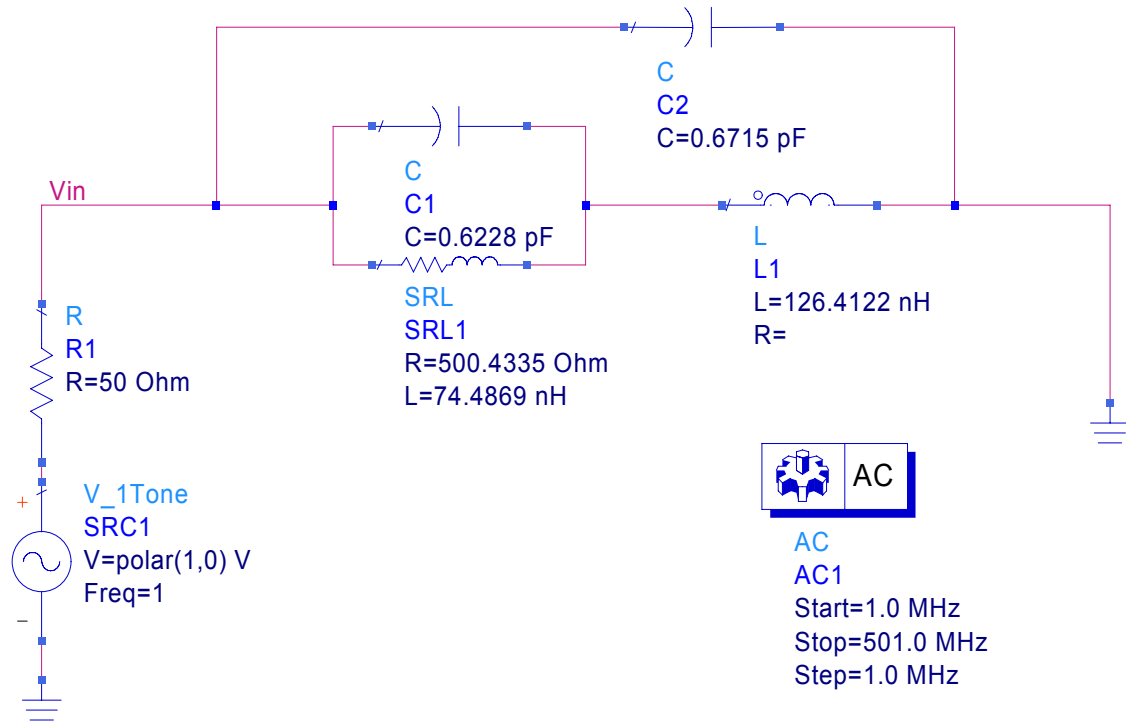 C
C2
C=0.6715 pF
C
C1
C=0.6228 pF
Vin
L
L1
L=126.4122 nH
R=
SRL
SRL1
R=500.4335 Ohm
L=74.4869 nH
R
R1
R=50 Ohm
+
V_1Tone
SRC1
V=polar(1,0) V
Freq=1
–
AC
AC
AC1
Start=1.0 MHz
Stop=501.0 MHz
Step=1.0 MHz